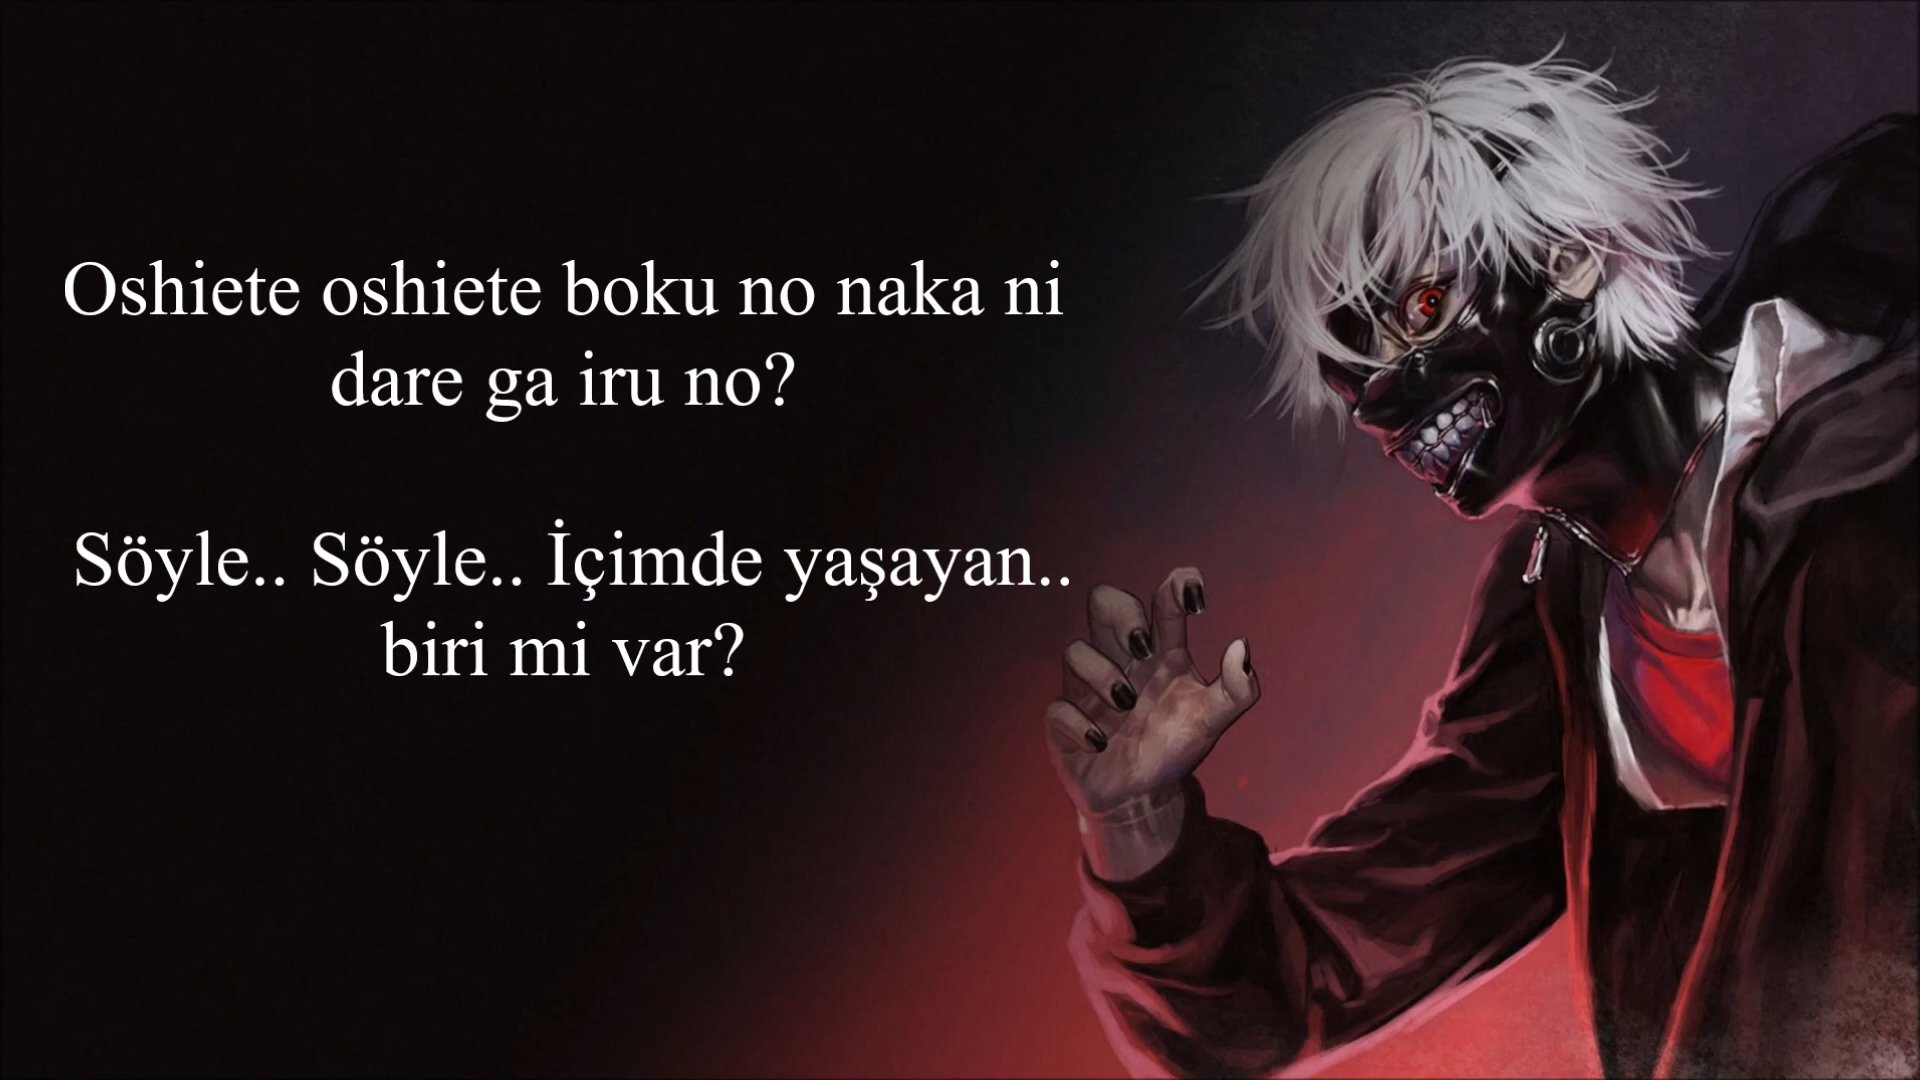 Oshiete oshiete boku no naka ni
dare ga iru no?
Söyle.. Söyle.. İçimde yaşayan..
biri mi var?